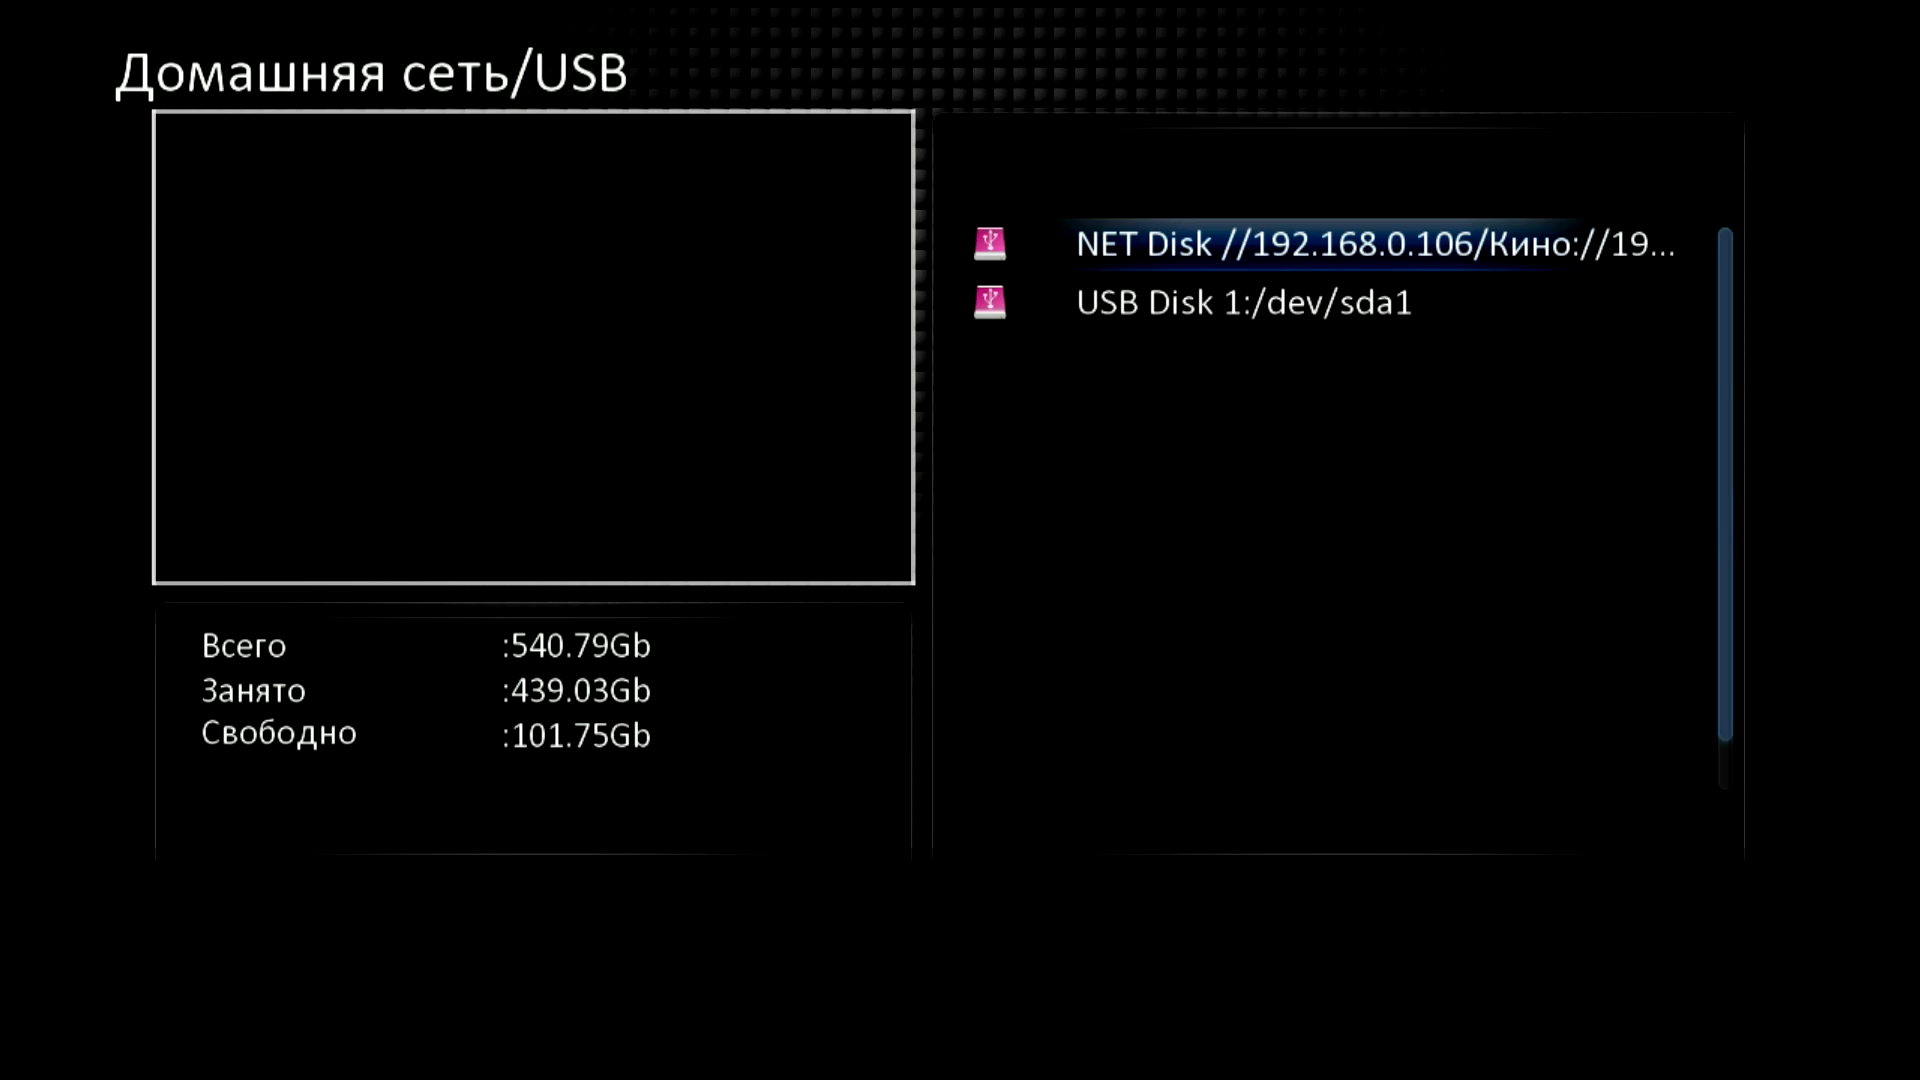 Домашняя сеть/USB
NET Disk //192.168.0.106/Кино://19...
USB Disk 1:/dev/sda1
Всего :540.79Gb
Занято :439.03Gb
Свободно :101.75Gb